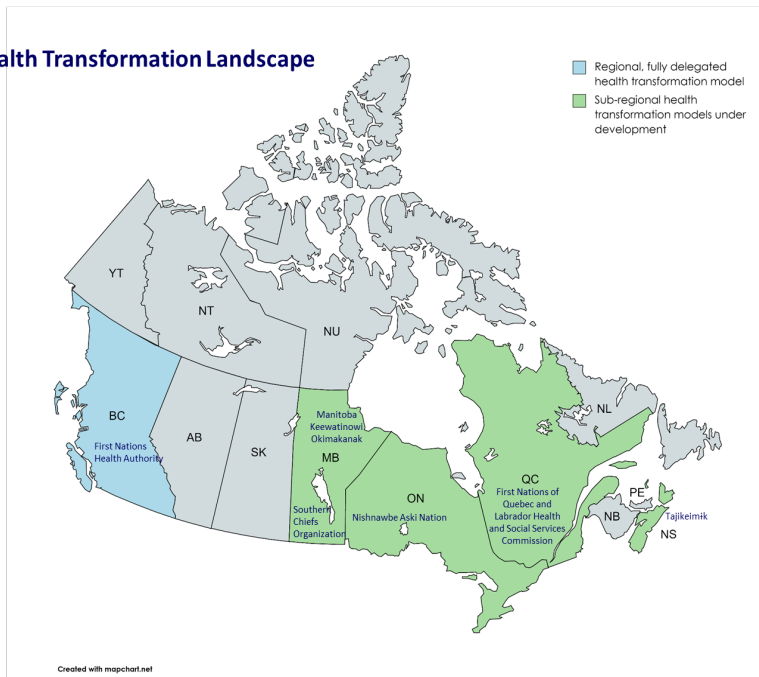 alth Transformation Landscape
Regional, fully delegated
health transformation model
Sub-regional health
transformation models under
development
YT
NT
NU
BC
First Nations
Health Authority
AB
SK
Manitoba
Keewatinowi
Okimakanak
MB
Southern
Chiefs
Organization
ON
Nishnawbe Aski Nation
QC
First Nations of
Quebec and
Labrador Health
and Social Services
Commission
NL
PE
NB
Tajikeimɨk
NS
Created with mapchart.net